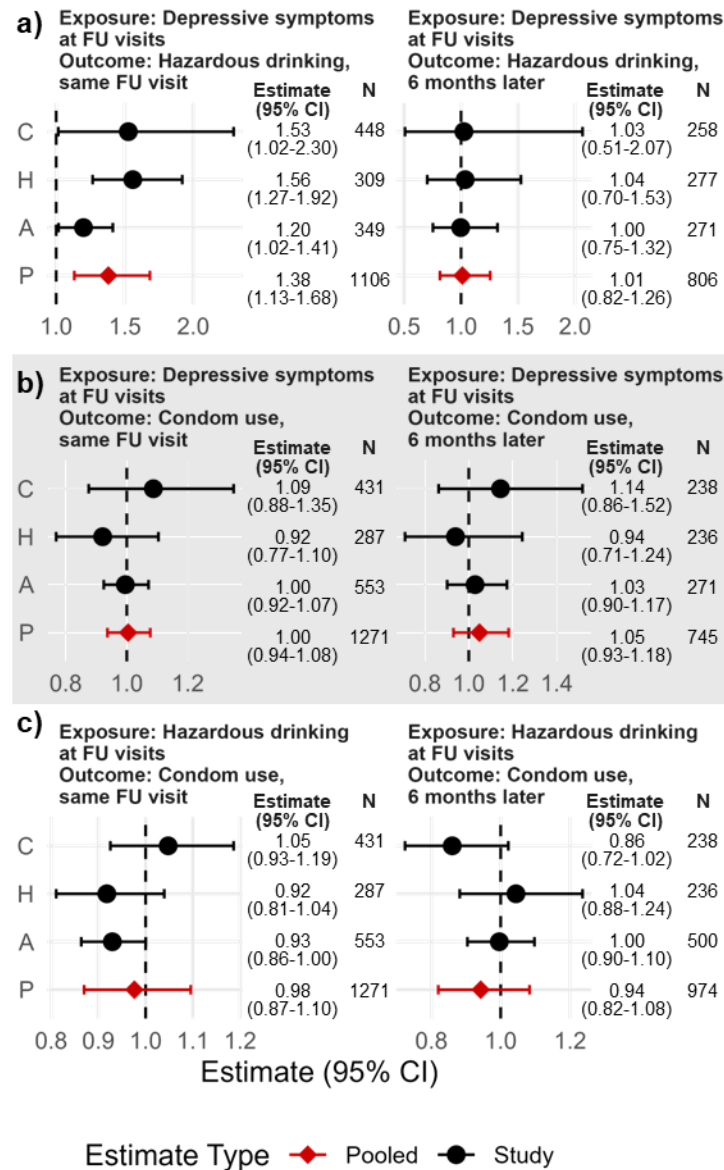 a)
Exposure: Depressive symptoms
at FU visits
Outcome: Hazardous drinking,
same FU visit
Estimate
(95% CI)
N
C
1.53
(1.02-2.30)
448
H
1.56
(1.27-1.92)
309
A
1.20
(1.02-1.41)
349
P
1.38
(1.13-1.68)
1106
1.0
1.5
2.0
Exposure: Depressive symptoms
at FU visits
Outcome: Hazardous drinking,
6 months later
Estimate
(95% CI)
N
1.03
(0.51-2.07)
258
1.04
(0.70-1.53)
277
1.00
(0.75-1.32)
271
1.01
(0.82-1.26)
806
0.5
1.0
1.5
2.0
b)
Exposure: Depressive symptoms
at FU visits
Outcome: Condom use,
same FU visit
Estimate
(95% CI)
N
C
1.09
(0.88-1.35)
431
H
0.92
(0.77-1.10)
287
A
1.00
(0.92-1.07)
553
P
1.00
(0.94-1.08)
1271
0.8
1.0
1.2
Exposure: Depressive symptoms
at FU visits
Outcome: Condom use,
6 months later
Estimate
(95% CI)
N
1.14
(0.86-1.52)
238
0.94
(0.71-1.24)
236
1.03
(0.90-1.17)
271
1.05
(0.93-1.18)
745
0.8
1.0
1.2
1.4
c)
Exposure: Hazardous drinking
at FU visits
Outcome: Condom use,
same FU visit
Estimate
(95% CI)
N
C
1.05
(0.93-1.19)
431
H
0.92
(0.81-1.04)
287
A
0.93
(0.86-1.00)
553
P
0.98
(0.87-1.10)
1271
0.8
0.9
1.0
1.1
1.2
Exposure: Hazardous drinking
at FU visits
Outcome: Condom use,
6 months later
Estimate
(95% CI)
N
0.86
(0.72-1.02)
238
1.04
(0.88-1.24)
236
1.00
(0.90-1.10)
500
0.94
(0.82-1.08)
974
0.8
1.0
1.2
Estimate (95% CI)
Estimate Type Pooled Study